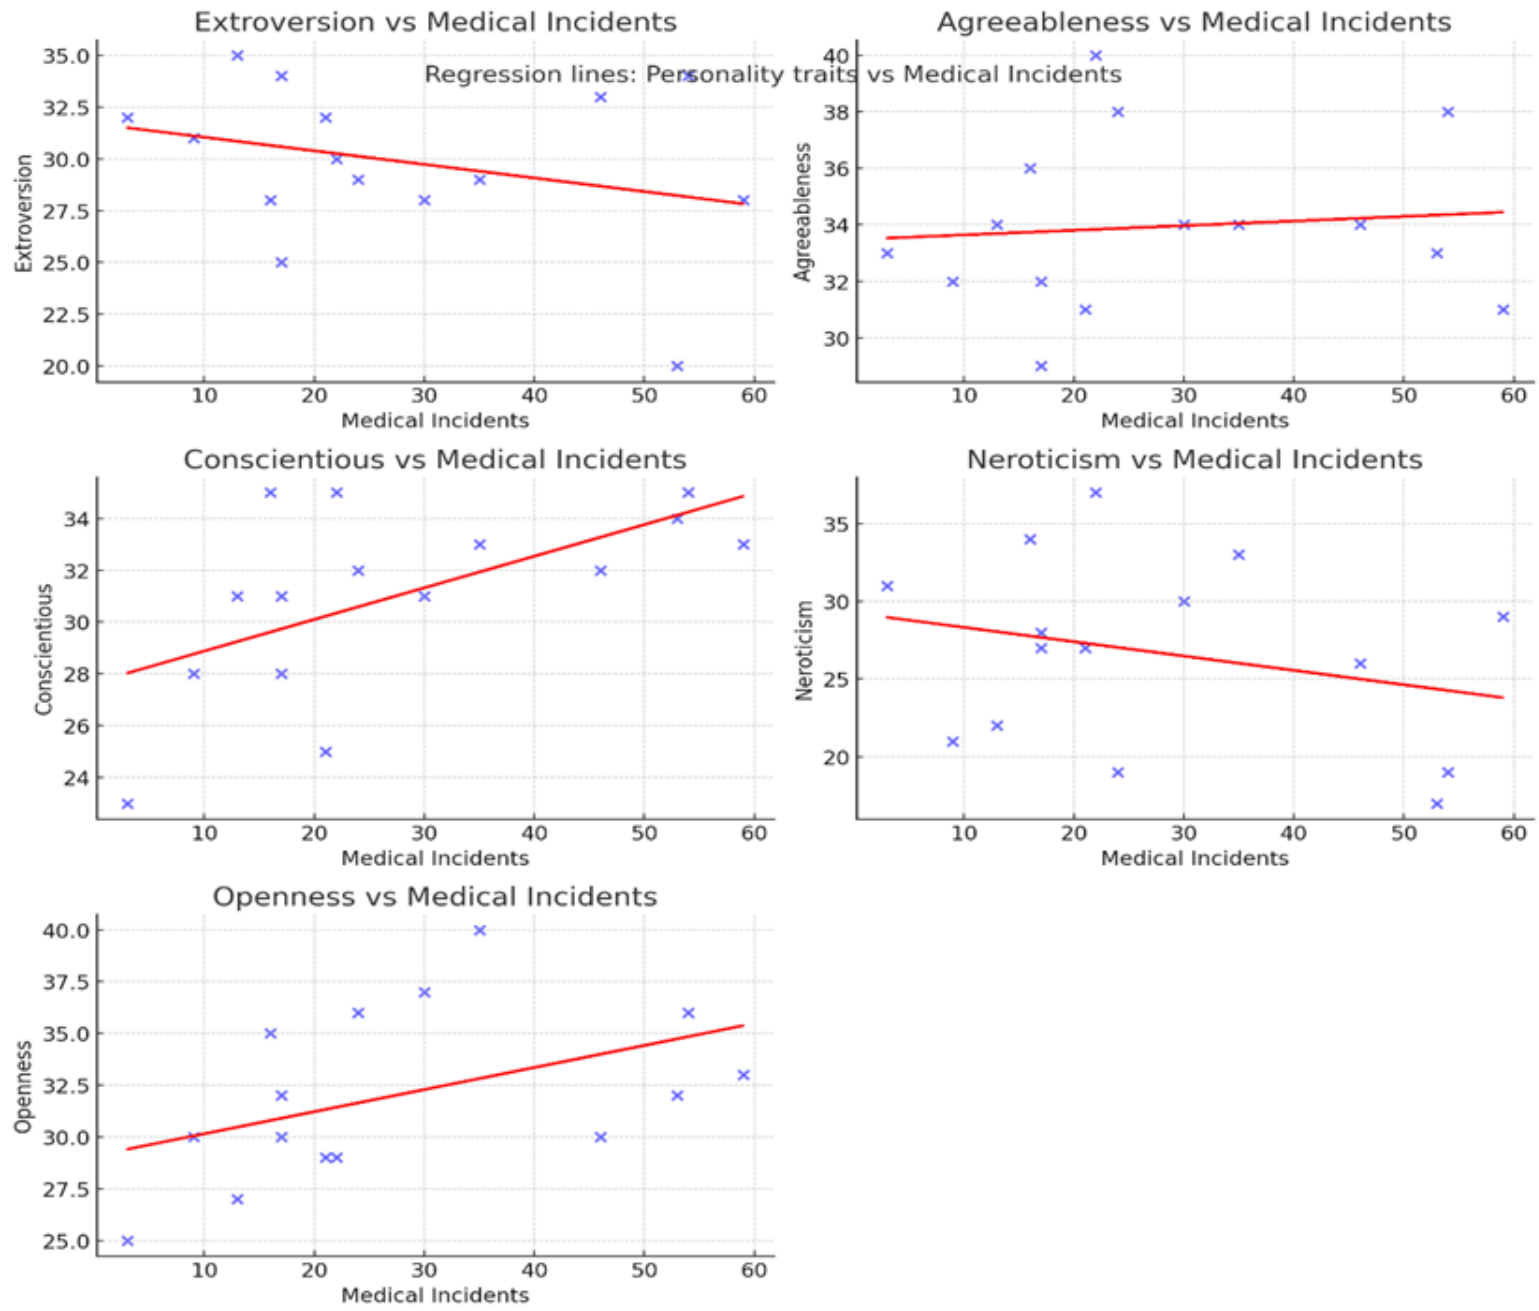 Extroversion vs Medical Incidents
Agreeableness vs Medical Incidents
Regression lines: Personality traits vs Medical Incidents
35.0
32.5
30.0
27.5
25.0
22.5
20.0
Extroversion
10 20 30 40 50 60
Medical Incidents
40
38
36
34
32
30
Agreeableness
10 20 30 40 50 60
Medical Incidents
Conscientious vs Medical Incidents
34
32
30
28
26
24
Conscientious
10 20 30 40 50 60
Medical Incidents
Neroticism vs Medical Incidents
35
30
25
20
Neroticism
10 20 30 40 50 60
Medical Incidents
Openness vs Medical Incidents
40.0
37.5
35.0
32.5
30.0
27.5
25.0
Openness
10 20 30 40 50 60
Medical Incidents